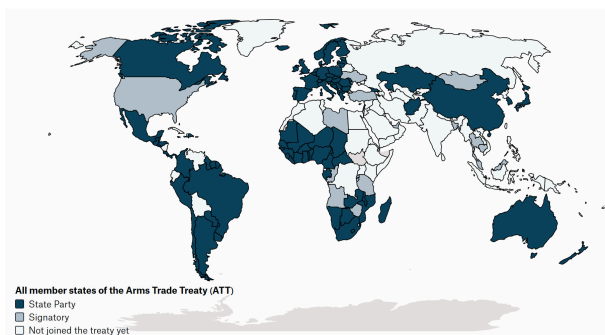 All member states of the Arms Trade Treaty (ATT)
State Party
Signatory
Not joined the treaty yet